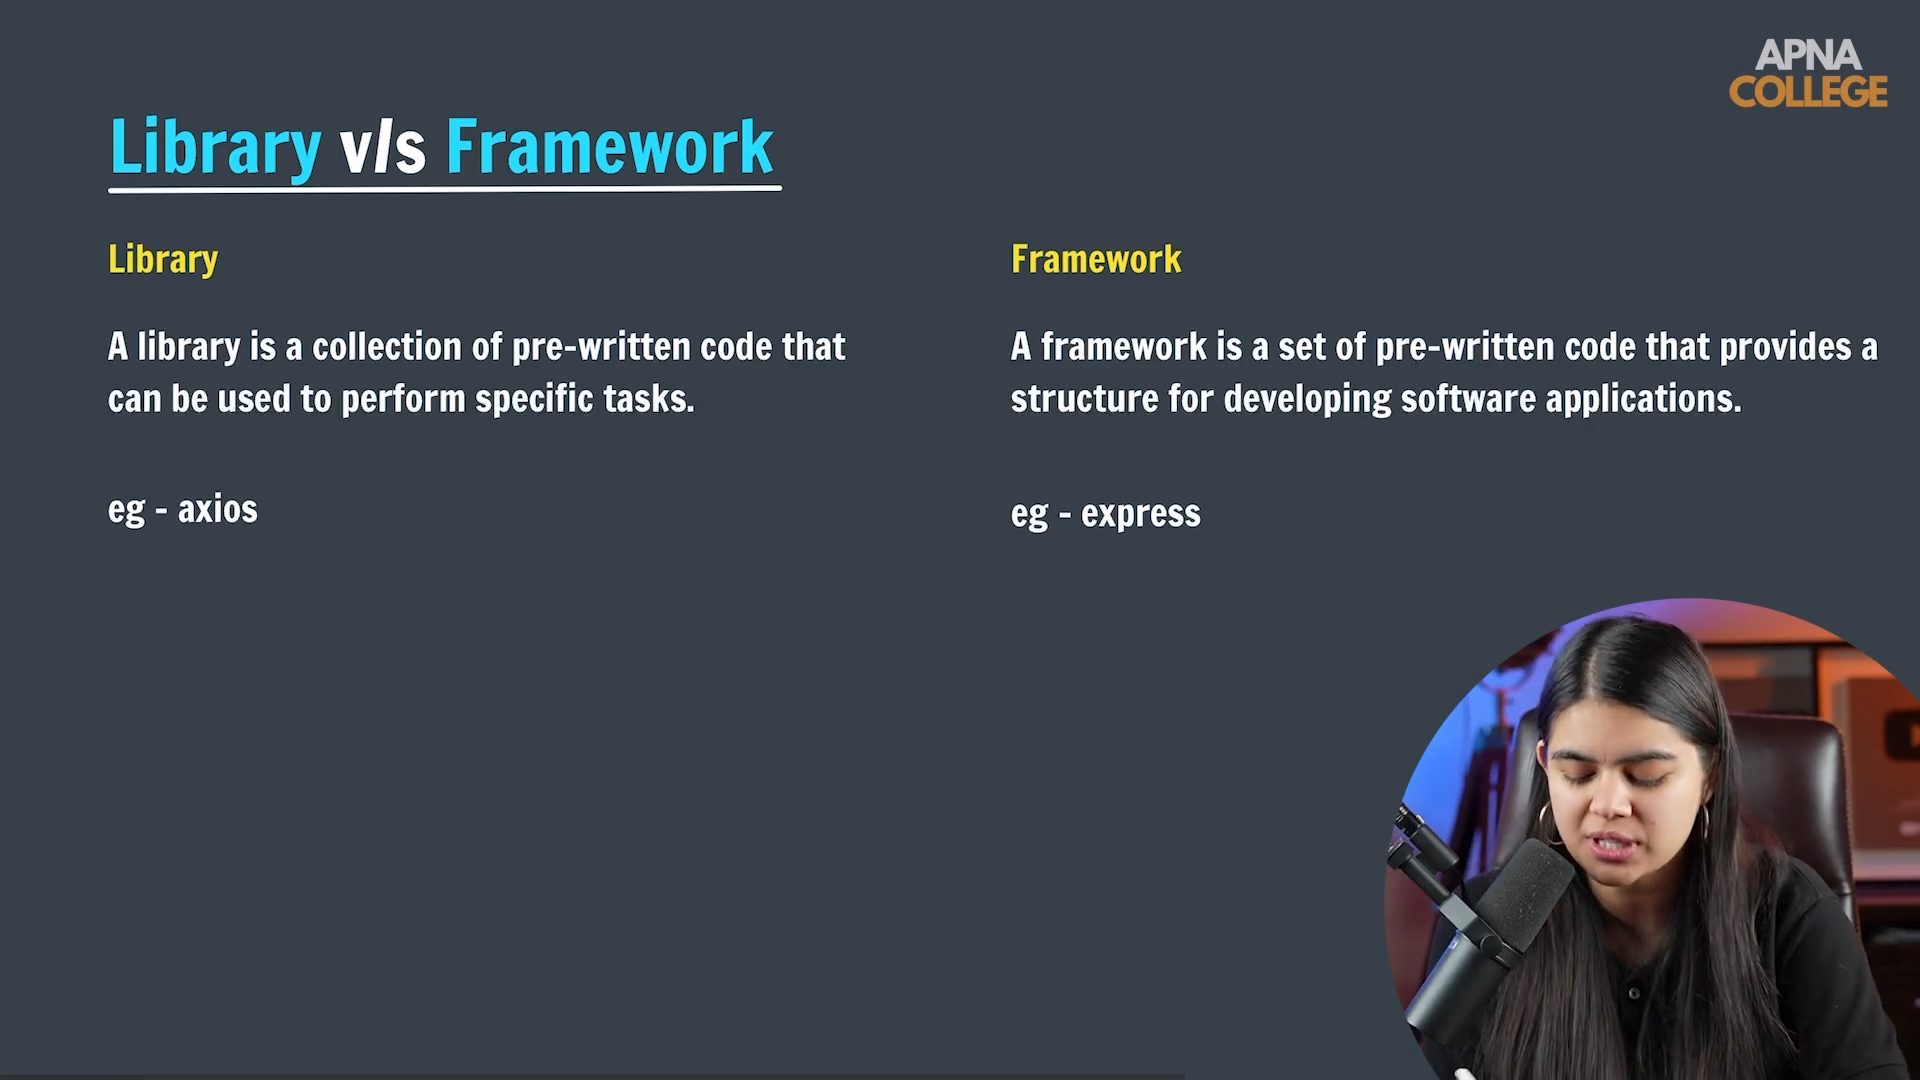 APNA
COLLEGE
Library v/s Framework
Library
A library is a collection of pre-written code that
can be used to perform specific tasks.
eg - axios
Framework
A framework is a set of pre-written code that provides a
structure for developing software applications.
eg - express